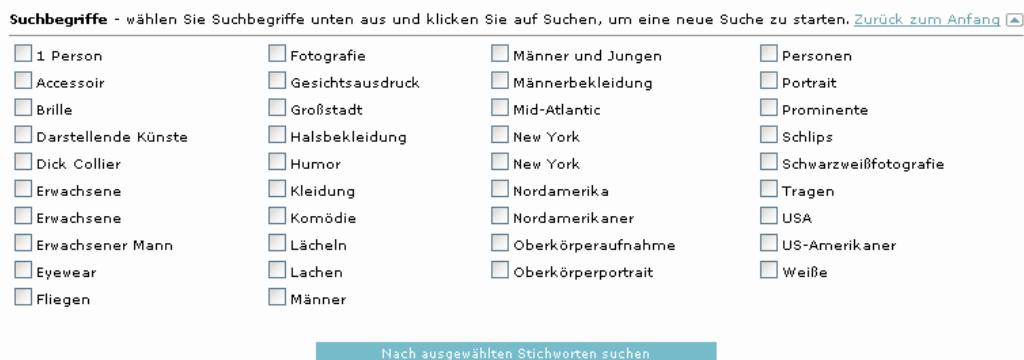 Suchbegriffe - wählen Sie Suchbegriffe unten aus und klicken Sie auf Suchen, um eine neue Suche zu starten. Zurück zum Anfang
1 Person
Accessoir
Brille
Darstellende Künste
Dick Collier
Erwachsene
Erwachsene
Erwachsener Mann
Eyewear
Fliegen
Fotografie
Gesichtsausdruck
Großstadt
Halsbekleidung
Humor
Kleidung
Komödie
Lächeln
Lachen
Männer
Männer und Jungen
Männerbekleidung
Mid-Atlantic
New York
New York
Nordamerika
Nordamerikaner
Oberkörperaufnahme
Oberkörperportrait
Personen
Portrait
Prominente
Schlips
Schwarzweißfotografie
Tragen
USA
US-Amerikaner
Weiße
Nach ausgewählten Stichworten suchen